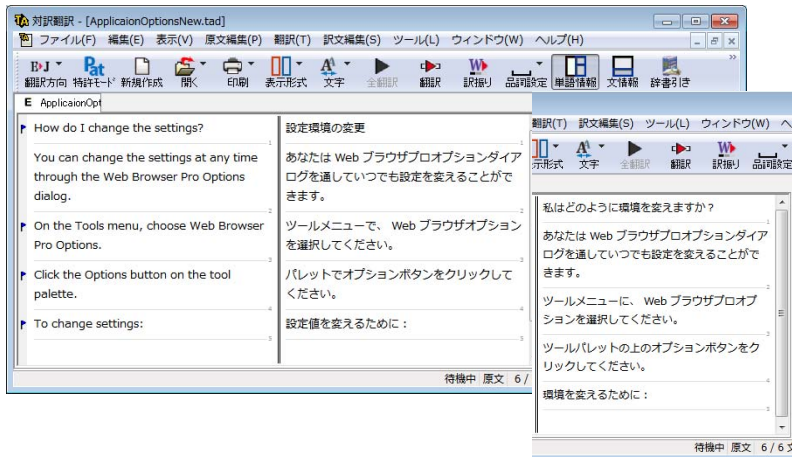 対訳翻訳 - [ApplicaionOptionsNew.tad]
ファイル(F) 編集(E) 表示(V) 原文編集(P) 翻訳(T) 訳文編集(S) ツール(L) ウィンドウ(W) ヘルプ(H)
E›J Pat W
翻訳方向 特許モード 新規作成 開く 印刷 表示形式 文字 全翻訳 翻訳 訳振り 品詞設定 単語情報 文情報 辞書引き
E ApplicaionOpt
How do I change the settings?
1
You can change the settings at any time
through the Web Browser Pro Options
dialog.
2
On the Tools menu, choose Web Browser
Pro Options.
3
Click the Options button on the tool
palette.
4
To change settings:
5
設定環境の変更
1
あなたは Web ブラウザプロオプションダイア
ログを通していつでも設定を変えることがで
きます。
2
ツールメニューで、 Web ブラウザオプション
を選択してください。
3
パレットでオプションボタンをクリックして
ください。
4
設定値を変えるために：
5
待機中 原文 6 /
翻訳(T) 訳文編集(S) ツール(L) ウィンドウ(W) ヘ
W
示形式 文字 全翻訳 翻訳 訳振り 品詞設定
私はどのように環境を変えますか？
あなたは Web ブラウザプロオプションダイア
ログを通していつでも設定を変えることがで
きます。
2
ツールメニューに、 Web ブラウザプロオプ
ションを選択してください。
ツールパレットの上のオプションボタンをク
リックしてください。
4
環境を変えるために：
待機中 原文 6 / 6 文